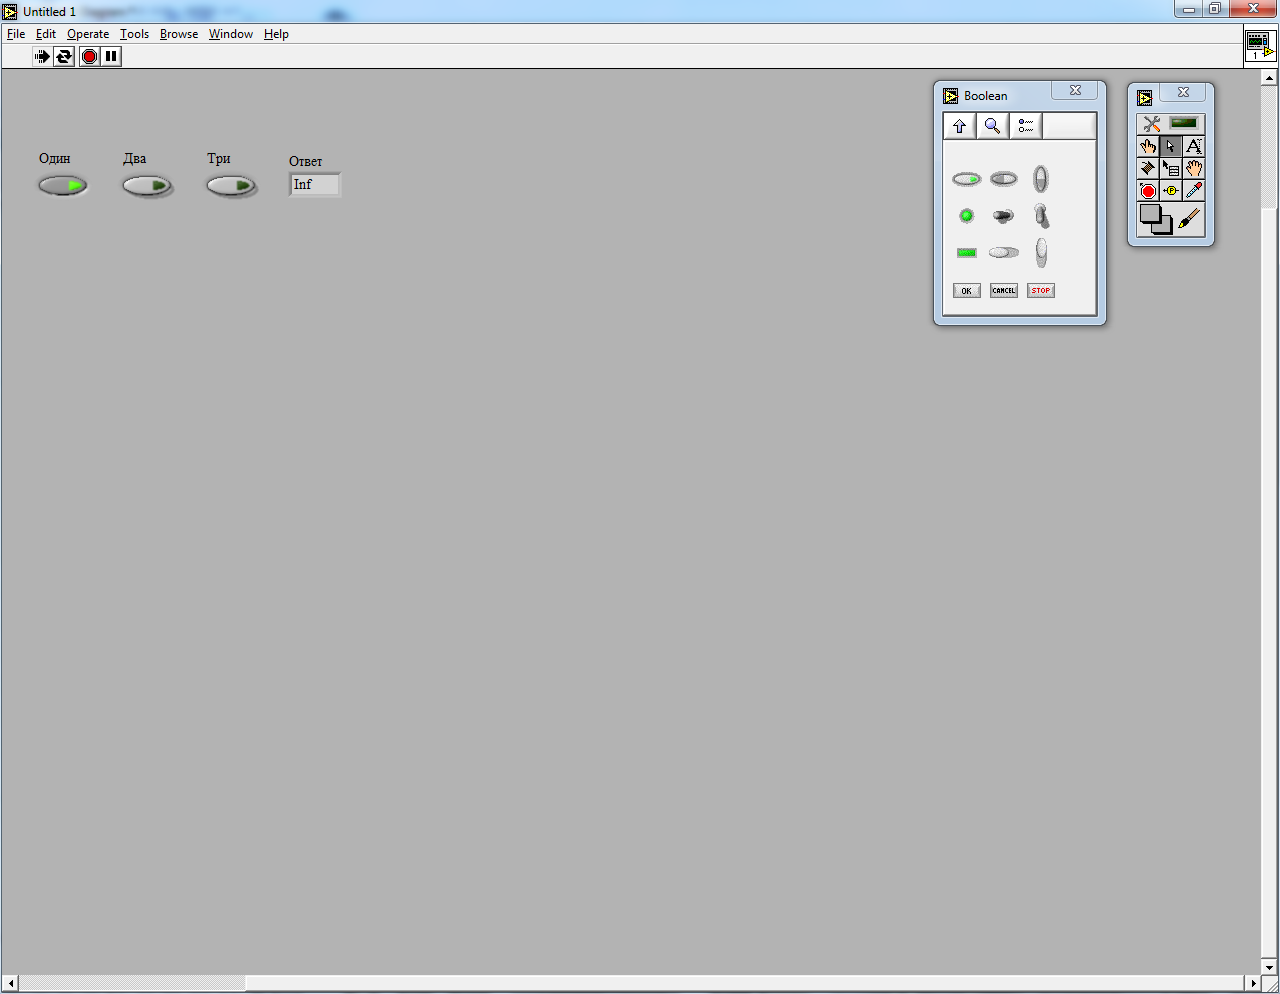 Untitled 1
File Edit Operate Tools Browse Window Help
1
Boolean
Один Два Три Ответ
Inf
OK CANCEL STOP
A
P